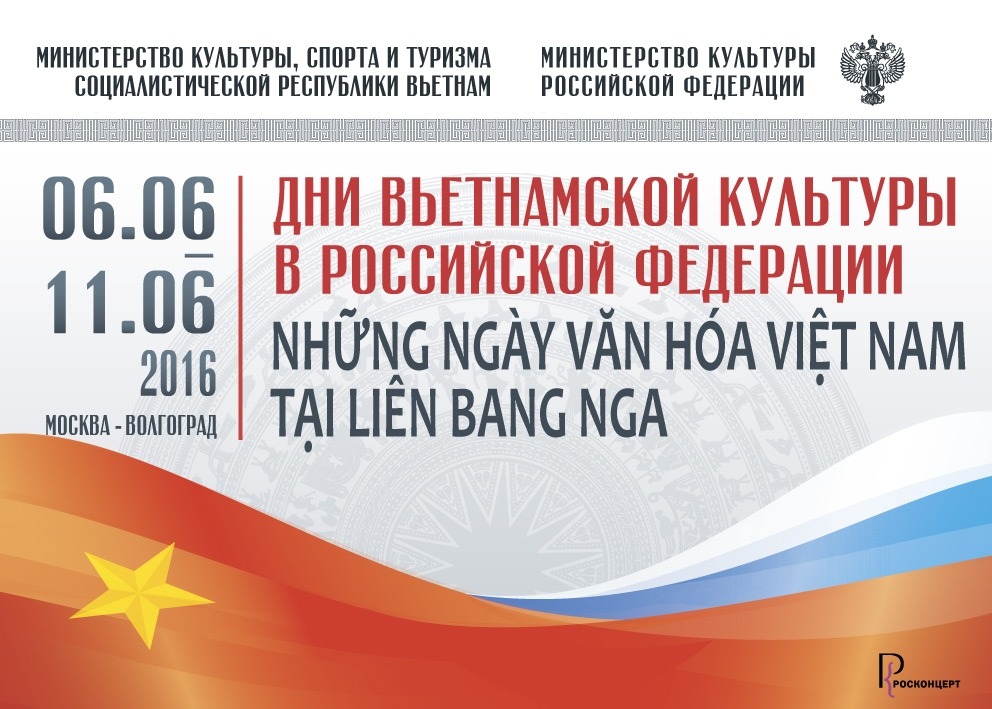 МИНИСТЕРСТВО КУЛЬТУРЫ, СПОРТА И ТУРИЗМА
СОЦИАЛИСТИЧЕСКОЙ РЕСПУБЛИКИ ВЬЕТНАМ
МИНИСТЕРСТВО КУЛЬТУРЫ
РОССИЙСКОЙ ФЕДЕРАЦИИ
06.06
–
11.06
2016
МОСКВА - ВОЛГОГРАД
ДНИ ВЬЕТНАМСКОЙ КУЛЬТУРЫ
В РОССИЙСКОЙ ФЕДЕРАЦИИ
NHỮNG NGÀY VĂN HÓA VIỆT NAM
TẠI LIÊN BANG NGA
РОСКОНЦЕРТ